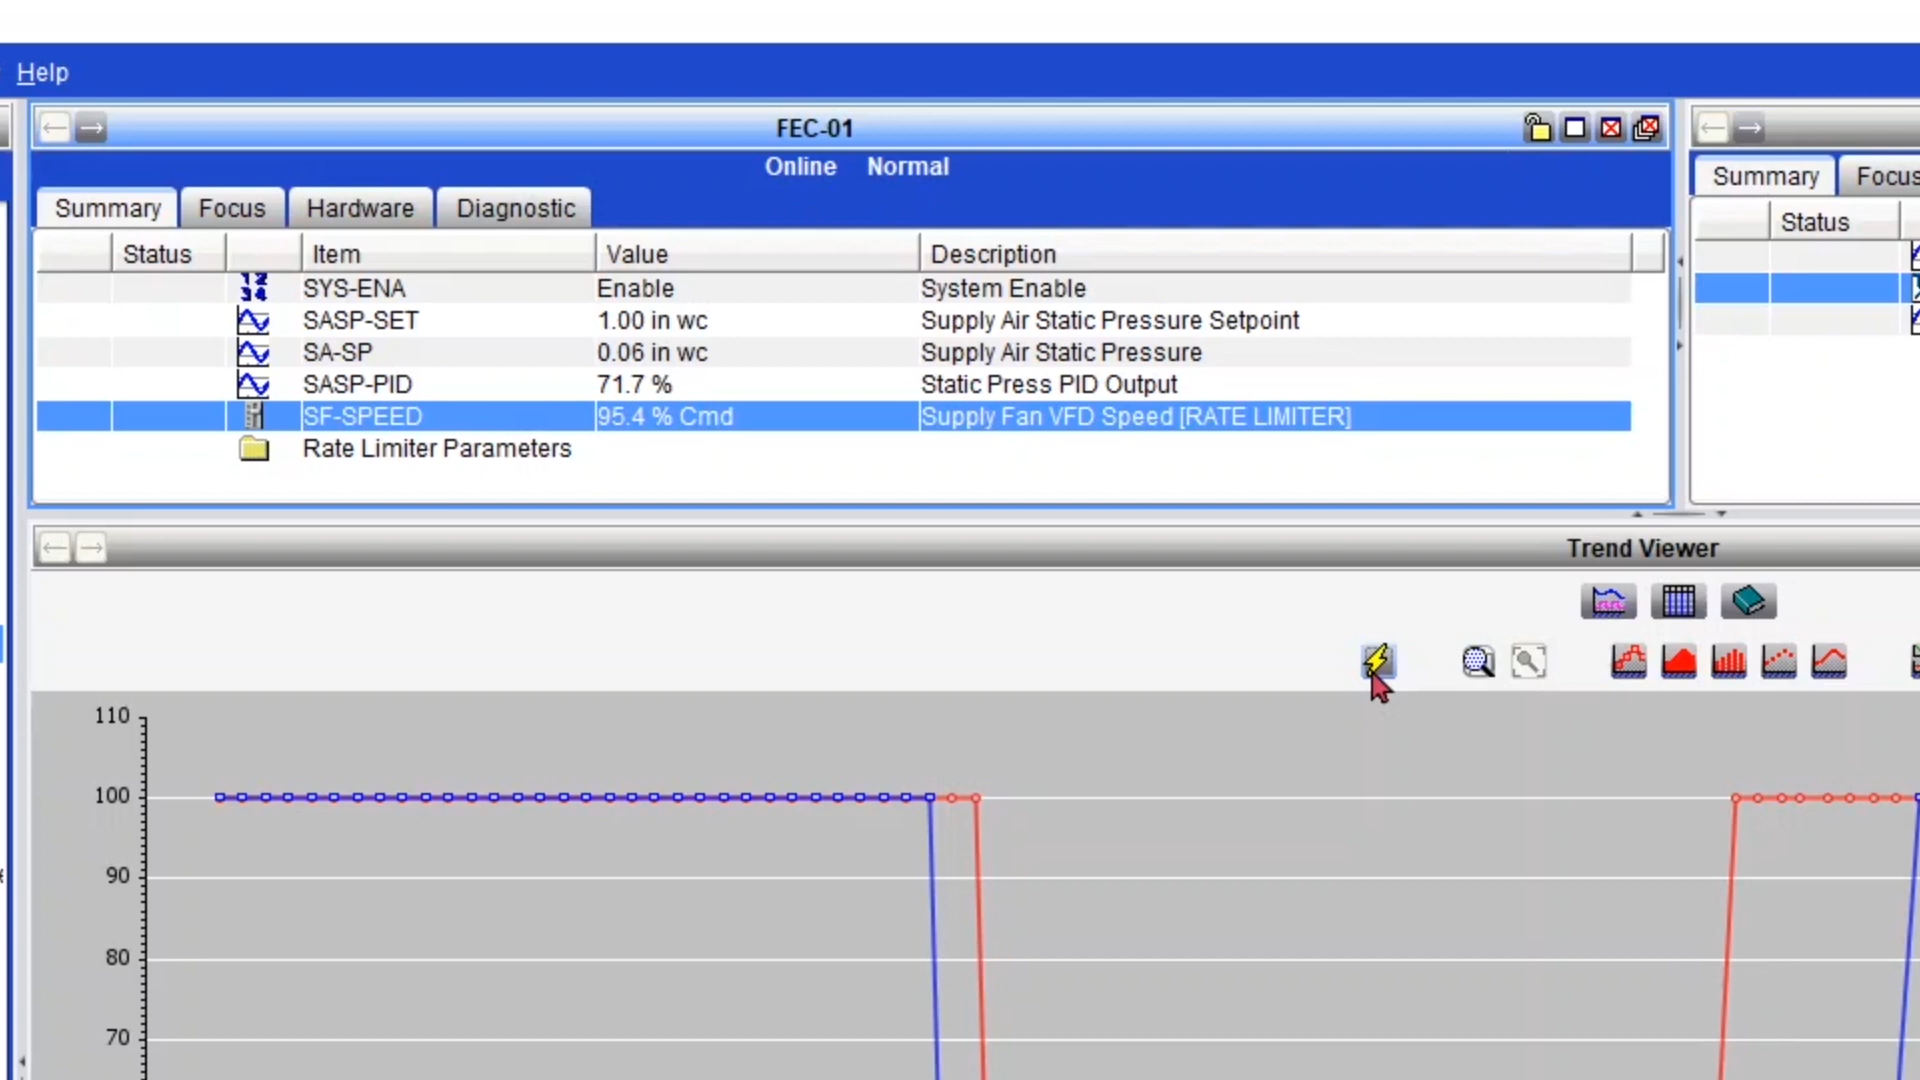 Help
FEC-01
Online Normal
Summary Focus Hardware Diagnostic
Status Item Value Description
SYS-ENA Enable System Enable
SASP-SET 1.00 in wc Supply Air Static Pressure Setpoint
SA-SP 0.06 in wc Supply Air Static Pressure
SASP-PID 71.7 % Static Press PID Output
SF-SPEED 95.4 % Cmd Supply Fan VFD Speed [RATE LIMITER]
Rate Limiter Parameters
Summary Focus
Status
Trend Viewer
110
100
90
80
70